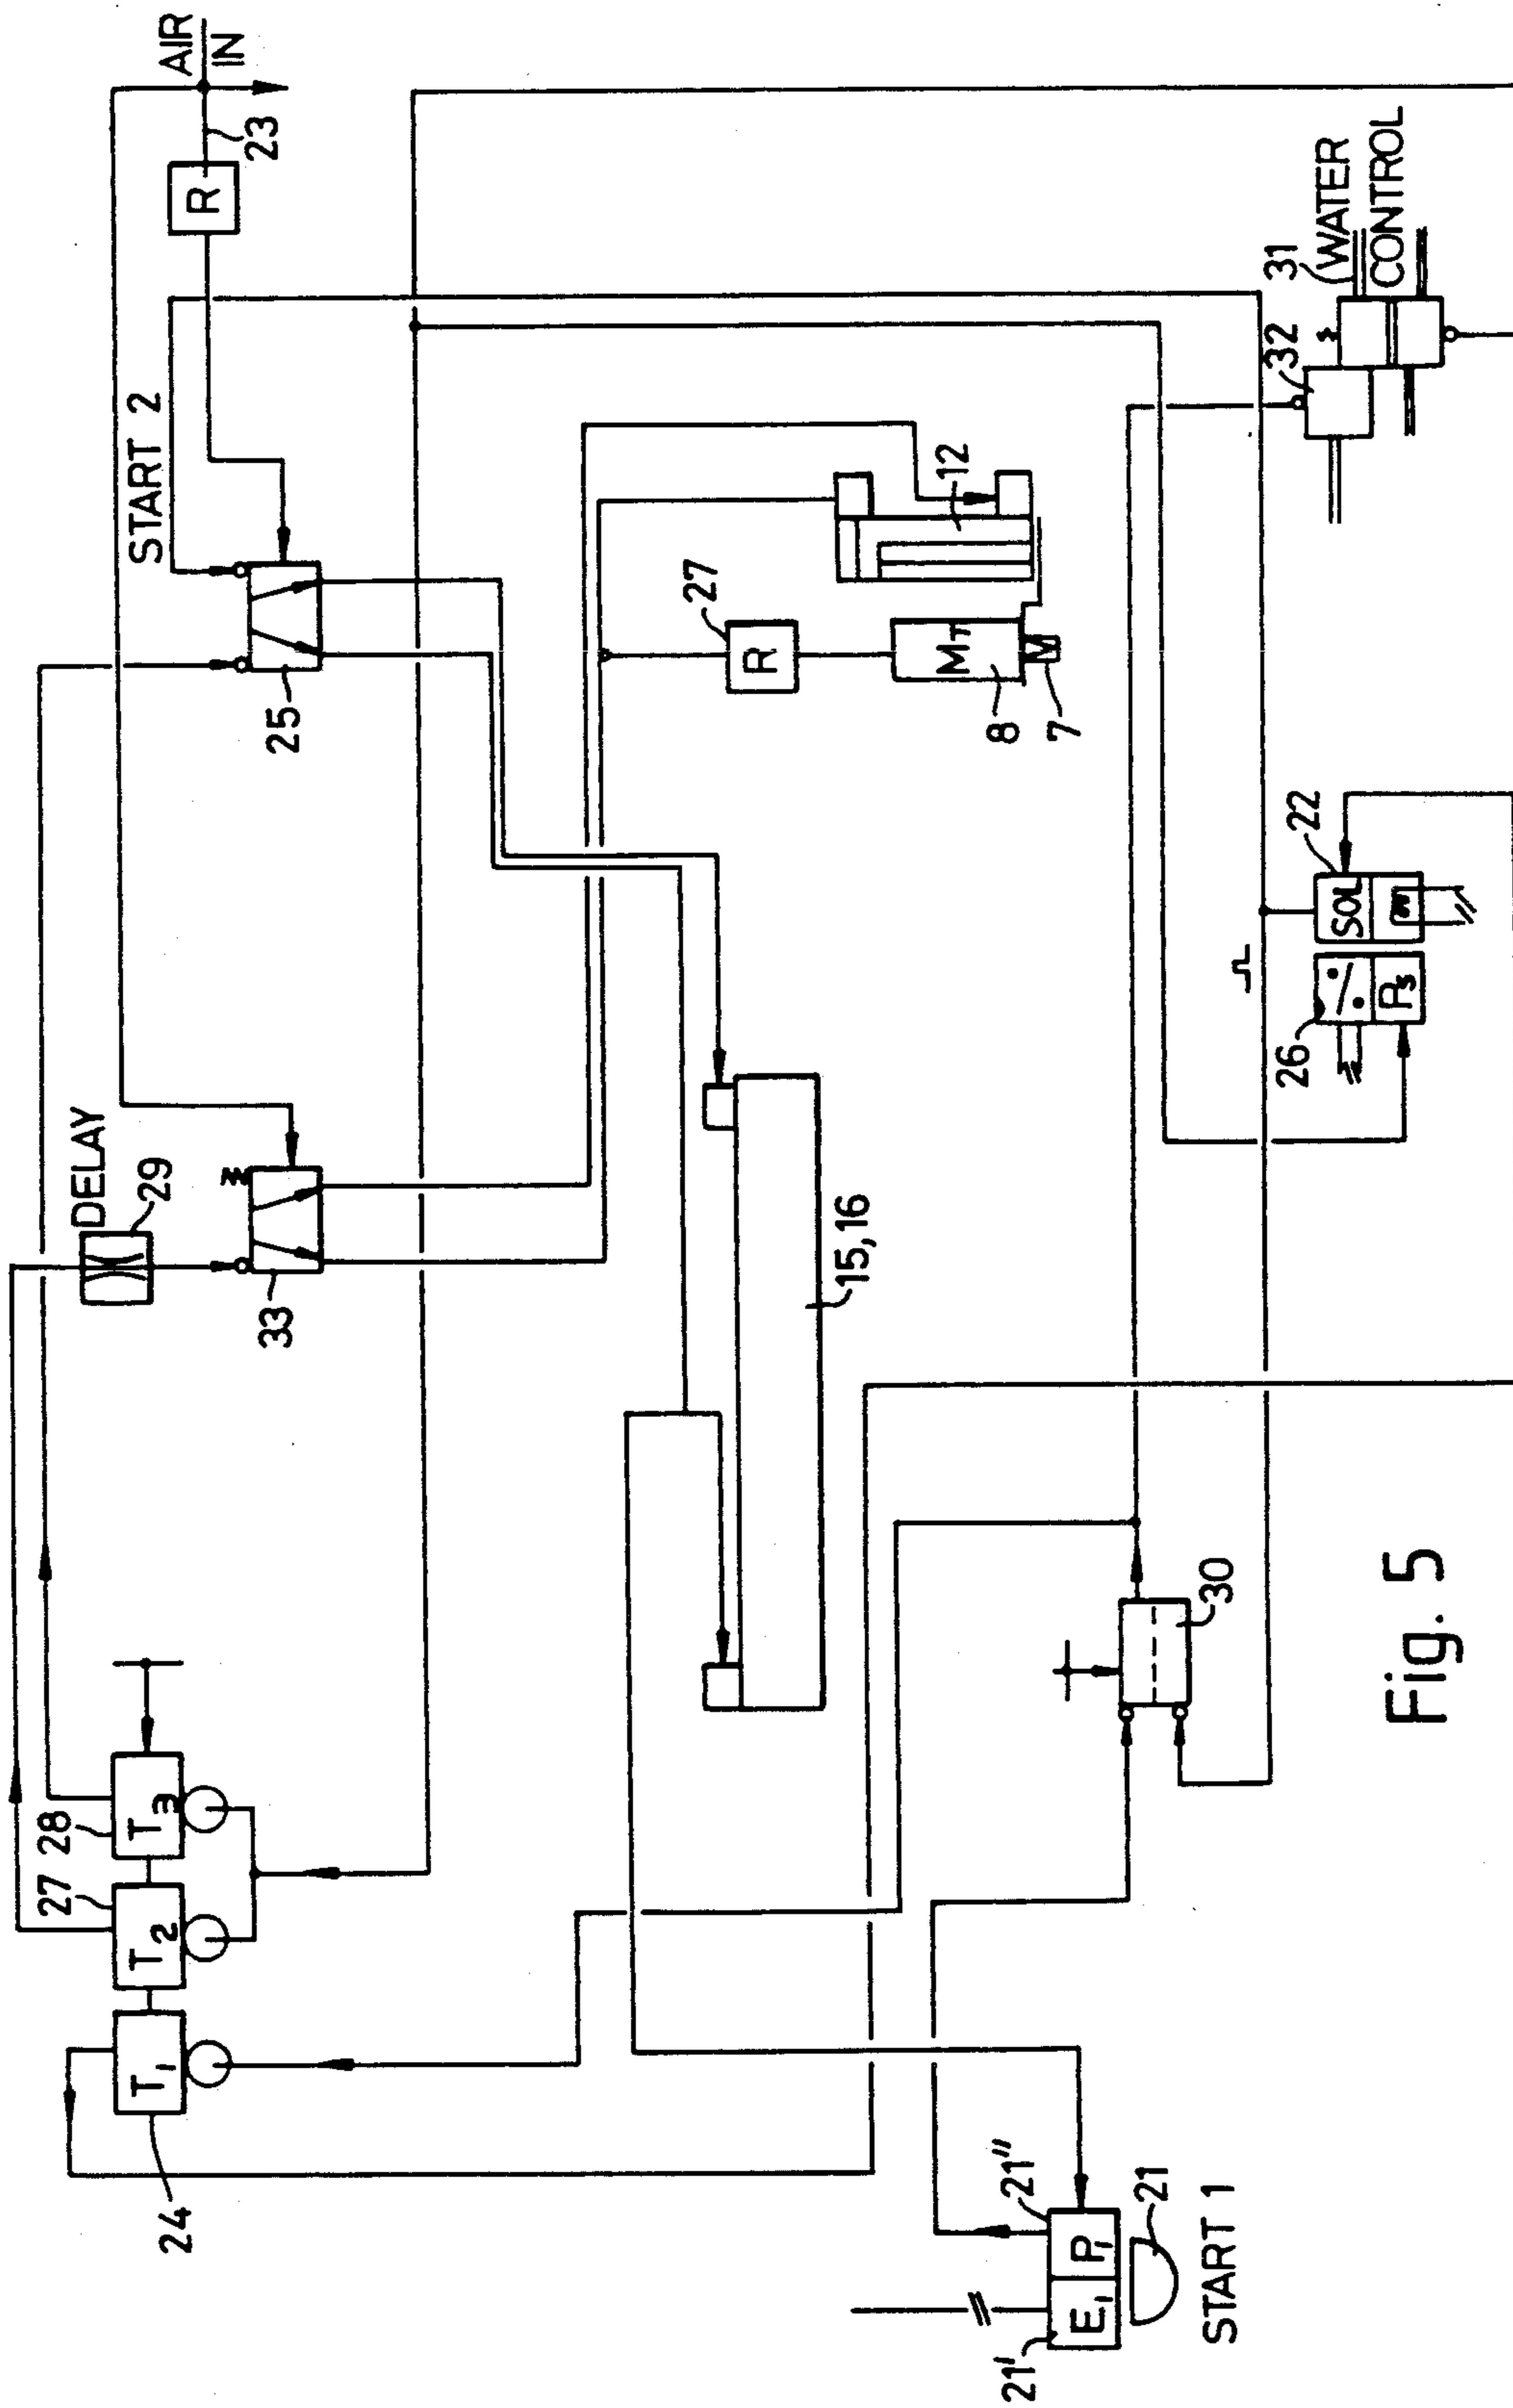 AIR
IN
23
R
START 2
25
DELAY
29
33
28
27
T3
T2
T1
24
12
27
R
MT
8
M
7
15,16
31
WATER
CONTROL
32
22
SOL
26
Ps
30
21"
21'
E1
P1
21
START 1
Fig. 5